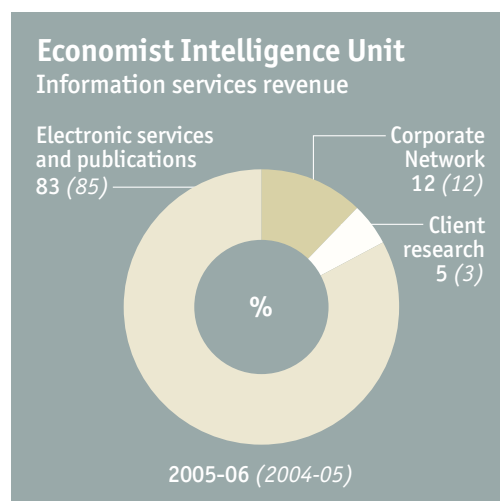 Economist Intelligence Unit
Information services revenue
Electronic services
and publications
83 (85)
Corporate
Network
12 (12)
Client
research
5 (3)
%
2005-06 (2004-05)